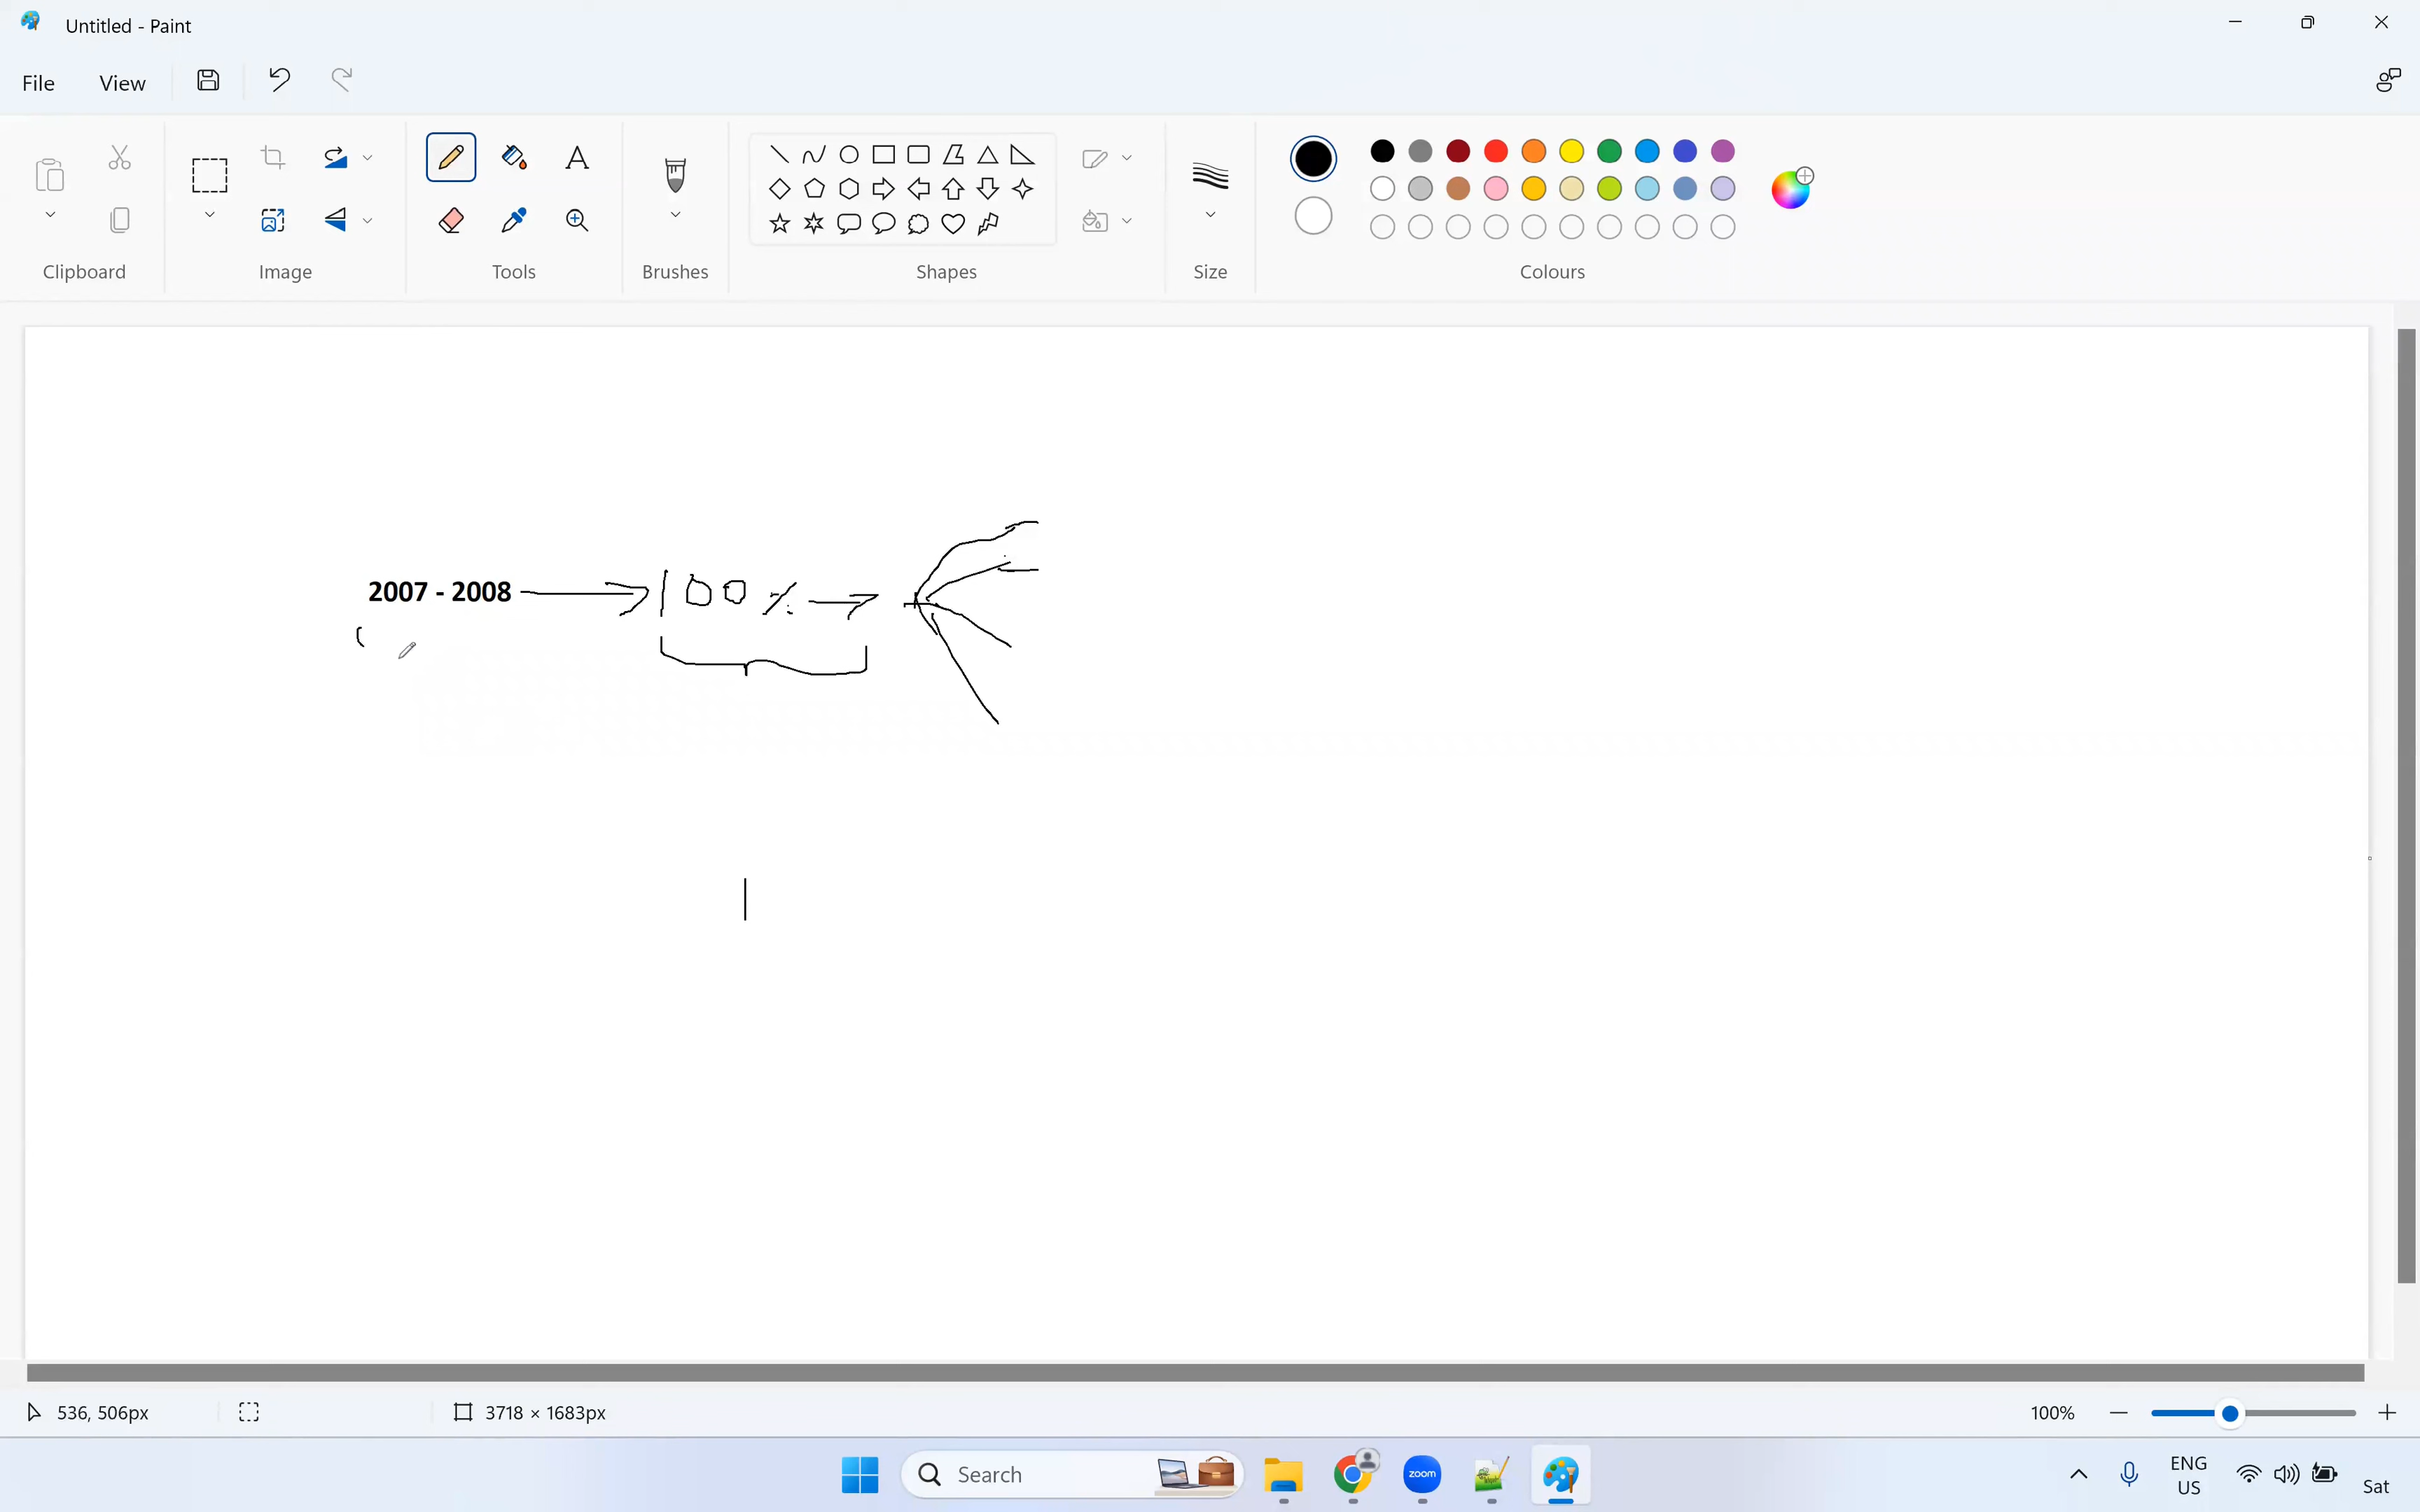 Untitled - Paint
File View
Clipboard Image Tools Brushes Shapes Size Colours
2007 - 2008 100 %
536, 506px 3718 × 1683px 100%
Search zoom ENG
US Sat